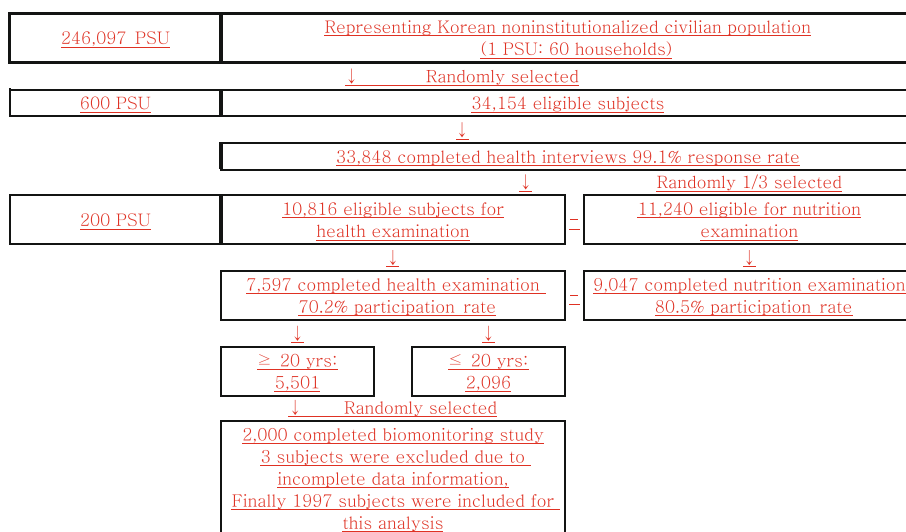 246,097 PSU
Representing Korean noninstitutionalized civilian population
(1 PSU: 60 households)
↓ Randomly selected
600 PSU
34,154 eligible subjects
↓
33,848 completed health interviews 99.1% response rate
↓ Randomly 1/3 selected
200 PSU
10,816 eligible subjects for
health examination
=
11,240 eligible for nutrition
examination
↓ ↓
7,597 completed health examination
70.2% participation rate
=
9,047 completed nutrition examination
80.5% participation rate
↓ ↓
≥ 20 yrs:
5,501
≤ 20 yrs:
2,096
↓ Randomly selected
2,000 completed biomonitoring study
3 subjects were excluded due to
incomplete data information,
Finally 1997 subjects were included for
this analysis